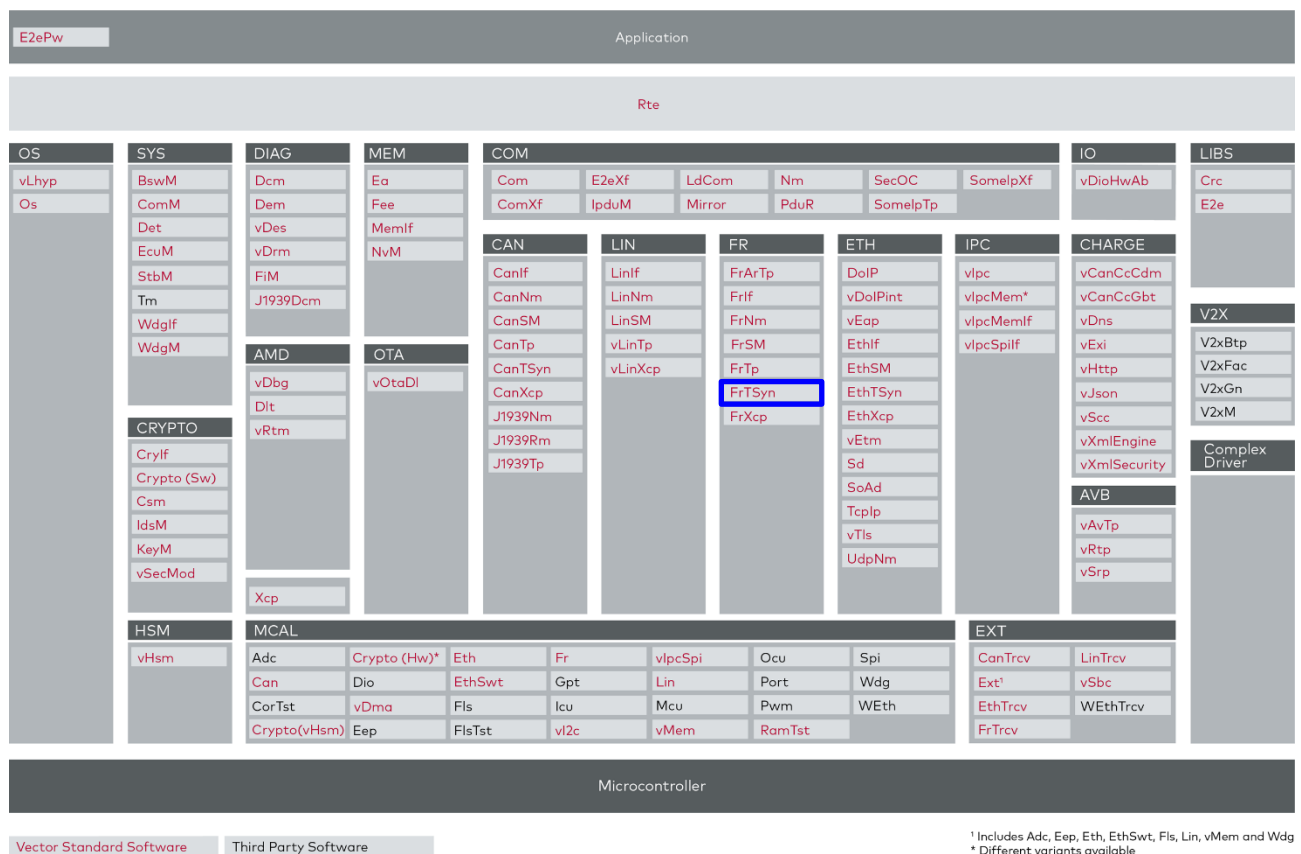 E2ePw
Application
Rte
OS
vLhyp
Os
SYS
BswM
ComM
Det
EcuM
StbM
Tm
WdgIf
WdgM
CRYPTO
CryIf
Crypto (Sw)
Csm
IdsM
KeyM
vSecMod
HSM
vHsm
DIAG
Dcm
Dem
vDes
vDrm
FiM
J1939Dcm
AMD
vDbg
Dlt
vRtm
Xcp
MEM
Ea
Fee
MemIf
NvM
OTA
vOtaDl
COM
Com E2eXf LdCom Nm SecOC SomeIpXf
ComXf IpduM Mirror PduR SomeIpTp
CAN
CanIf
CanNm
CanSM
CanTp
CanTSyn
CanXcp
J1939Nm
J1939Rm
J1939Tp
LIN
LinIf
LinNm
LinSM
vLinTp
vLinXcp
FR
FrArTp
FrIf
FrNm
FrSM
FrTp
FrTSyn
FrXcp
ETH
DoIP
vDoIPint
vEap
EthIf
EthSM
EthTSyn
EthXcp
vEtm
Sd
SoAd
TcpIp
vTls
UdpNm
IPC
vIpc
vIpcMem*
vIpcMemIf
vIpcSpiIf
IO
vDioHwAb
CHARGE
vCanCcCdm
vCanCcGbt
vDns
vExi
vHttp
vJson
vScc
vXmlEngine
vXmlSecurity
AVB
vAvTp
vRtp
vSrp
LIBS
Crc
E2e
V2X
V2xBtp
V2xFac
V2xGn
V2xM
Complex
Driver
MCAL
Adc Crypto (Hw)* Eth Fr vIpcSpi Ocu Spi
Can Dio EthSwt Gpt Lin Port Wdg
CorTst vDma Fls Icu Mcu Pwm WEth
Crypto(vHsm) Eep FlsTst vI2c vMem RamTst
EXT
CanTrcv LinTrcv
Ext¹ vSbc
EthTrcv WEthTrcv
FrTrcv
Microcontroller
Vector Standard Software Third Party Software
¹ Includes Adc, Eep, Eth, EthSwt, Fls, Lin, vMem and Wdg
* Different variants available